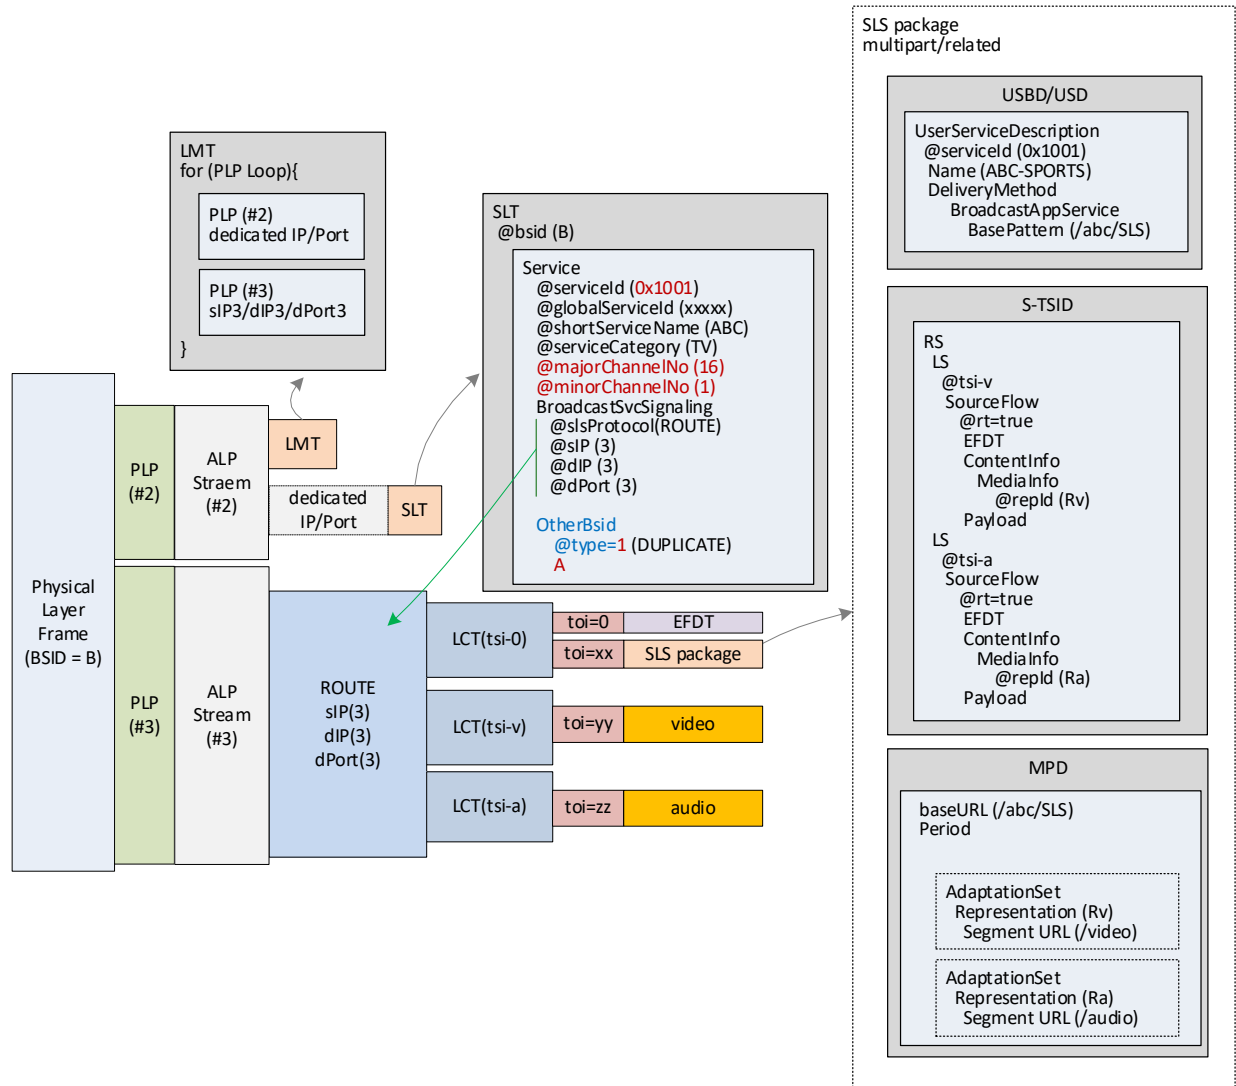 SLS package
multipart/related
USBD/USD
UserServiceDescription
@serviceId (0x1001)
Name (ABC-SPORTS)
DeliveryMethod
BroadcastAppService
BasePattem (/abc/SLS)
LMT
for (PLP Loop){
PLP (#2)
dedicated IP/Port
PLP (#3)
sIP3/dIP3/dPort3
}
SLT
@bsid (B)
Service
@serviceId (0x1001)
@globalServiceId (xxxxx)
@shortServiceName (ABC)
@serviceCategory (TV)
@majorChannelNo (16)
@minorChannelNo (1)
BroadcastSvcSignaling
@slsProtocol(ROUTE)
@sIP (3)
@dIP (3)
@dPort (3)
OtherBsid
@type=1 (DUPLICATE)
A
S-TSID
RS
LS
@tsi-v
SourceFlow
@rt=true
EFDT
ContentInfo
MediaInfo
@repId (Rv)
Payload
LS
@tsi-a
SourceFlow
@rt=true
EFDT
ContentInfo
MediaInfo
@repId (Ra)
Payload
Physical
Layer
Frame
(BSID = B)
PLP
(#2)
ALP
Straem
(#2)
LMT
dedicated
IP/Port
SLT
PLP
(#3)
ALP
Stream
(#3)
ROUTE
sIP(3)
dIP(3)
dPort(3)
LCT(tsi-0)
toi=0
EFDT
toi=xx
SLS package
LCT(tsi-v)
toi=yy
video
LCT(tsi-a)
toi=zz
audio
MPD
baseURL (/abc/SLS)
Period
AdaptationSet
Representation (Rv)
Segment URL (/video)
AdaptationSet
Representation (Ra)
Segment URL (/audio)